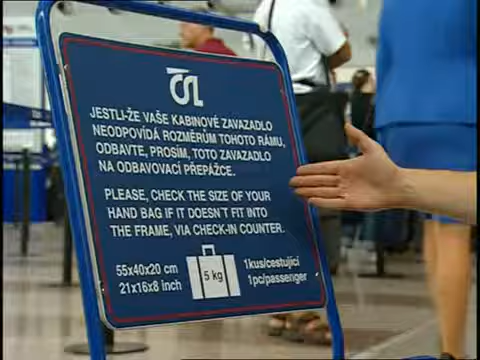 ČSL
JESTLI-ŽE VAŠE KABINOVÉ ZAVAZADLO
NEODPOVÍDÁ ROZMĚRŮM TOHOTO RÁMU,
ODBAVTE, PROSÍM, TOTO ZAVAZADLO
NA ODBAVOVACÍ PŘEPÁŽCE.
PLEASE, CHECK THE SIZE OF YOUR
HAND BAG IF IT DOESN'T FIT INTO
THE FRAME, VIA CHECK-IN COUNTER.
55x40x20 cm
21x16x8 inch
5 kg
1kus/cestující
1pc/passenger